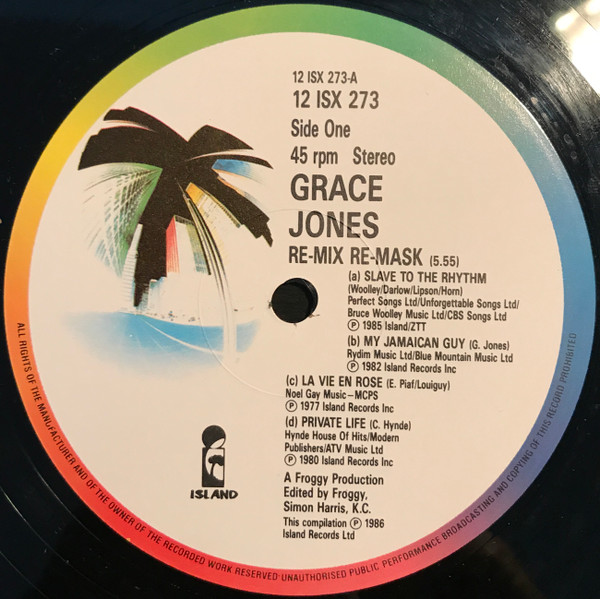 12 ISX 273-A
12 ISX 273
Side One
45 rpm Stereo
GRACE
JONES
RE-MIX RE-MASK (5.55)
(a) SLAVE TO THE RHYTHM
(Woolley/Darlow/Lipson/Horn)
Perfect Songs Ltd/Unforgettable Songs Ltd/
Bruce Woolley Music Ltd/CBS Songs Ltd
Ⓟ 1985 Island/ZTT
(b) MY JAMAICAN GUY (G. Jones)
Rydim Music Ltd/Blue Mountain Music Ltd
Ⓟ 1982 Island Records Inc
(c) LA VIE EN ROSE (E. Piaf/Louiguy)
Noel Gay Music–MCPS
Ⓟ 1977 Island Records Inc
(d) PRIVATE LIFE (C. Hynde)
Hynde House Of Hits/Modern
Publishers/ATV Music Ltd
Ⓟ 1980 Island Records Inc
A Froggy Production
Edited by Froggy,
Simon Harris, K.C.
This compilation Ⓟ 1986
Island Records Ltd
ISLAND
ALL RIGHTS OF THE MANUFACTURER AND OF THE OWNER OF THE RECORDED WORK RESERVED UNAUTHORISED PUBLIC PERFORMANCE BROADCASTING AND COPYING OF THIS RECORD PROHIBITED